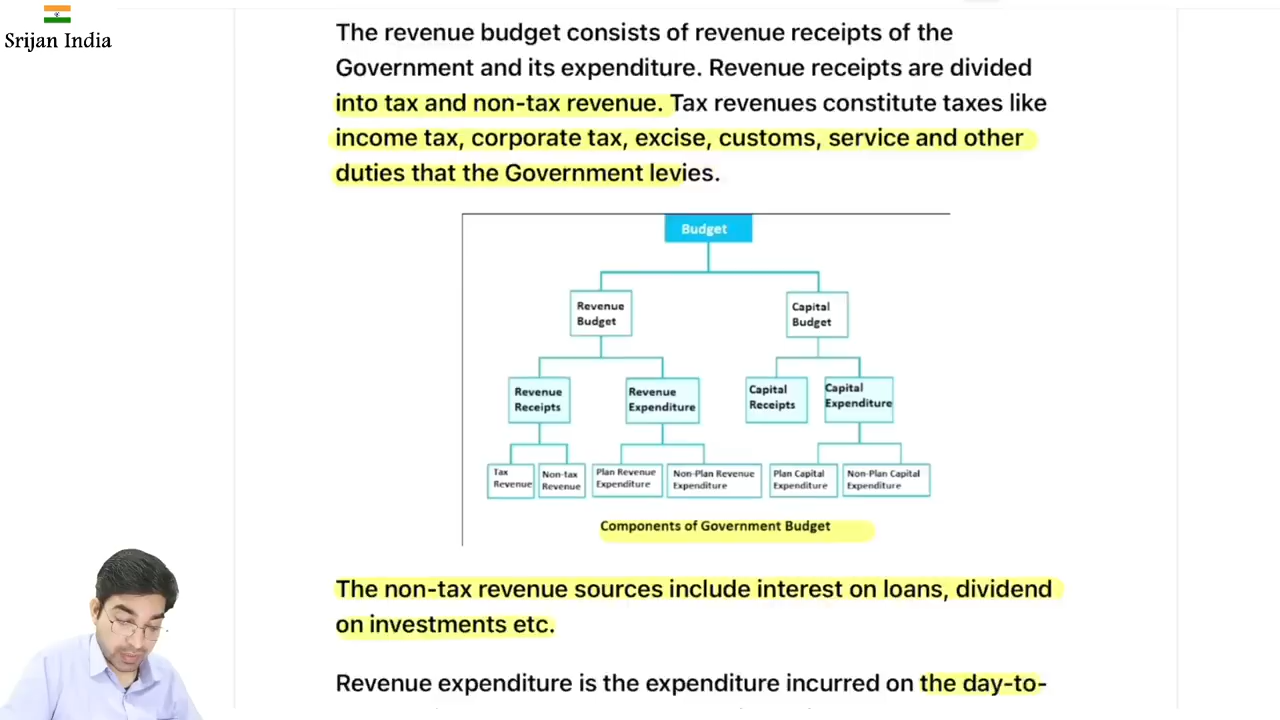 Srijan India
The revenue budget consists of revenue receipts of the
Government and its expenditure. Revenue receipts are divided
into tax and non-tax revenue. Tax revenues constitute taxes like
income tax, corporate tax, excise, customs, service and other
duties that the Government levies.
Budget
Revenue
Budget
Capital
Budget
Revenue
Receipts
Revenue
Expenditure
Capital
Receipts
Capital
Expenditure
Tax
Revenue
Non-tax
Revenue
Plan Revenue
Expenditure
Non-Plan Revenue
Expenditure
Plan Capital
Expenditure
Non-Plan Capital
Expenditure
Components of Government Budget
The non-tax revenue sources include interest on loans, dividend
on investments etc.
Revenue expenditure is the expenditure incurred on the day-to-